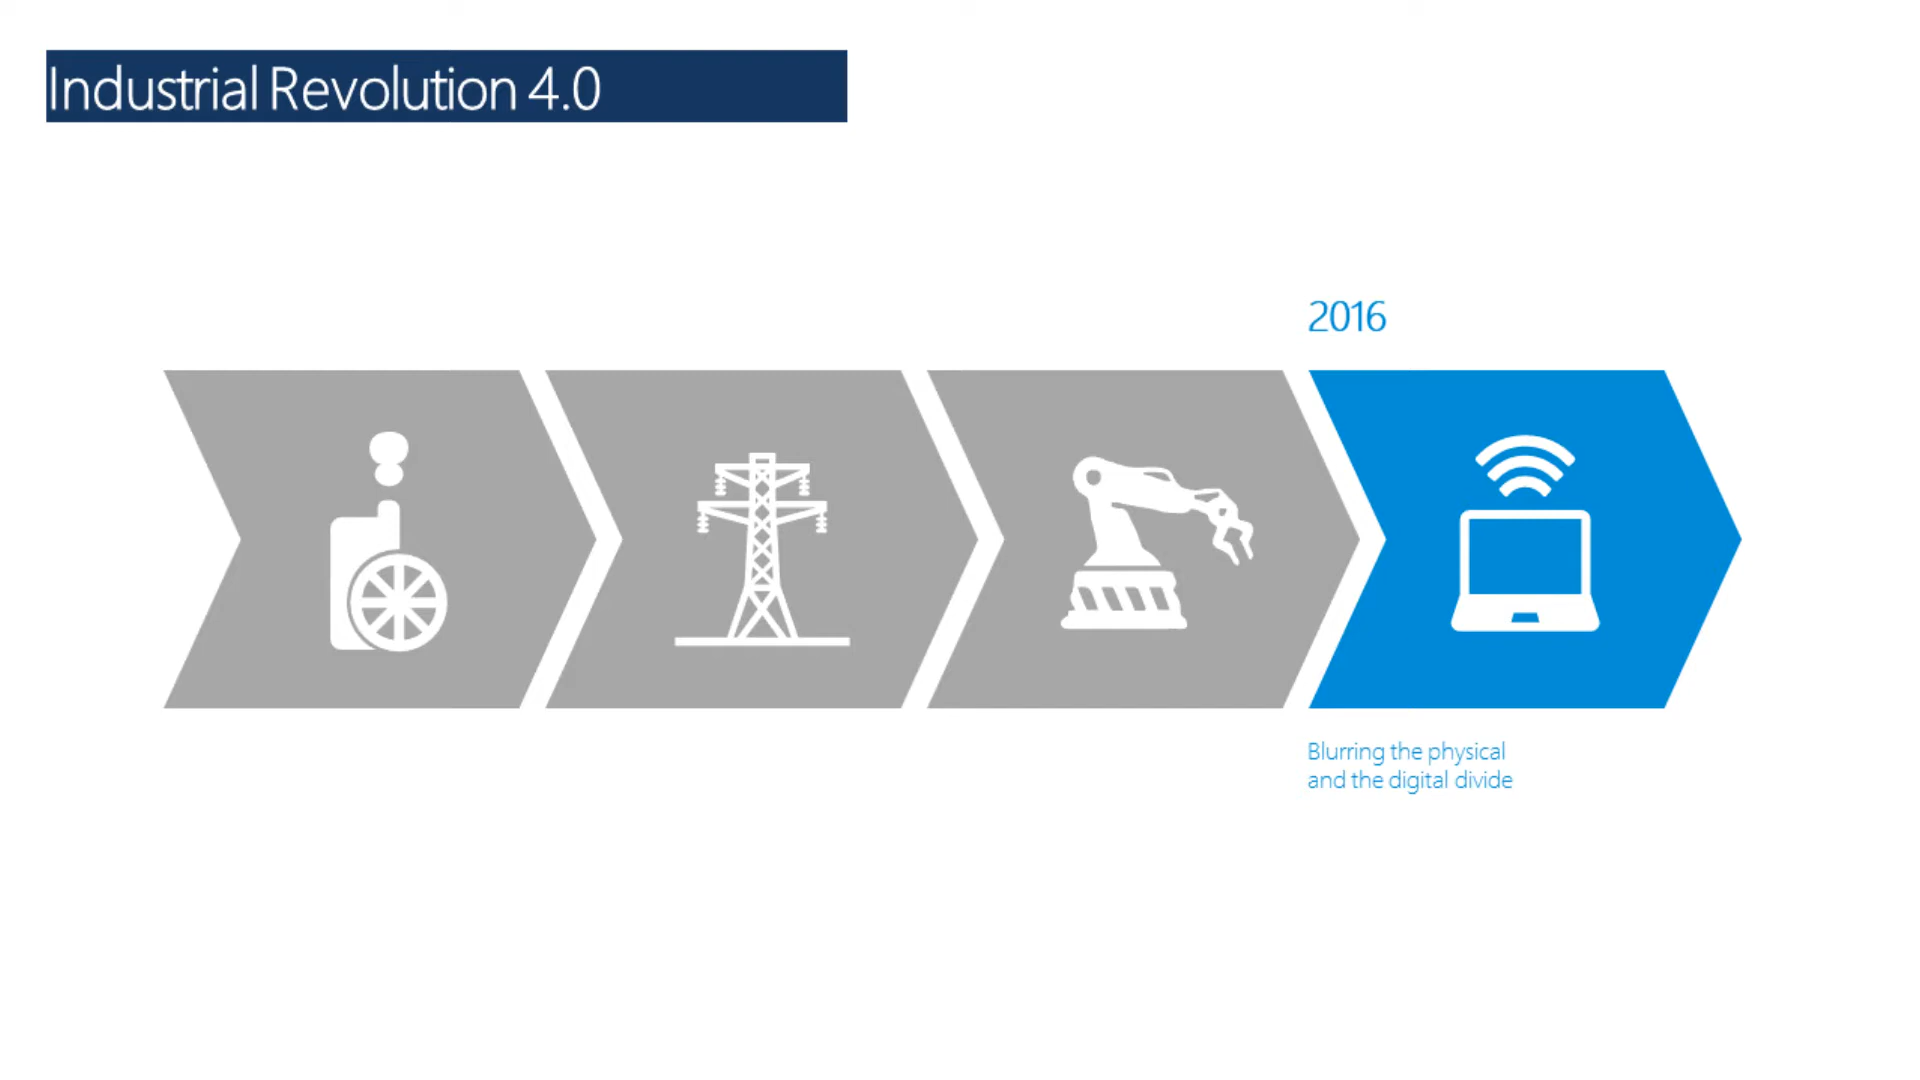 Industrial Revolution 4.0
2016
Blurring the physical
and the digital divide